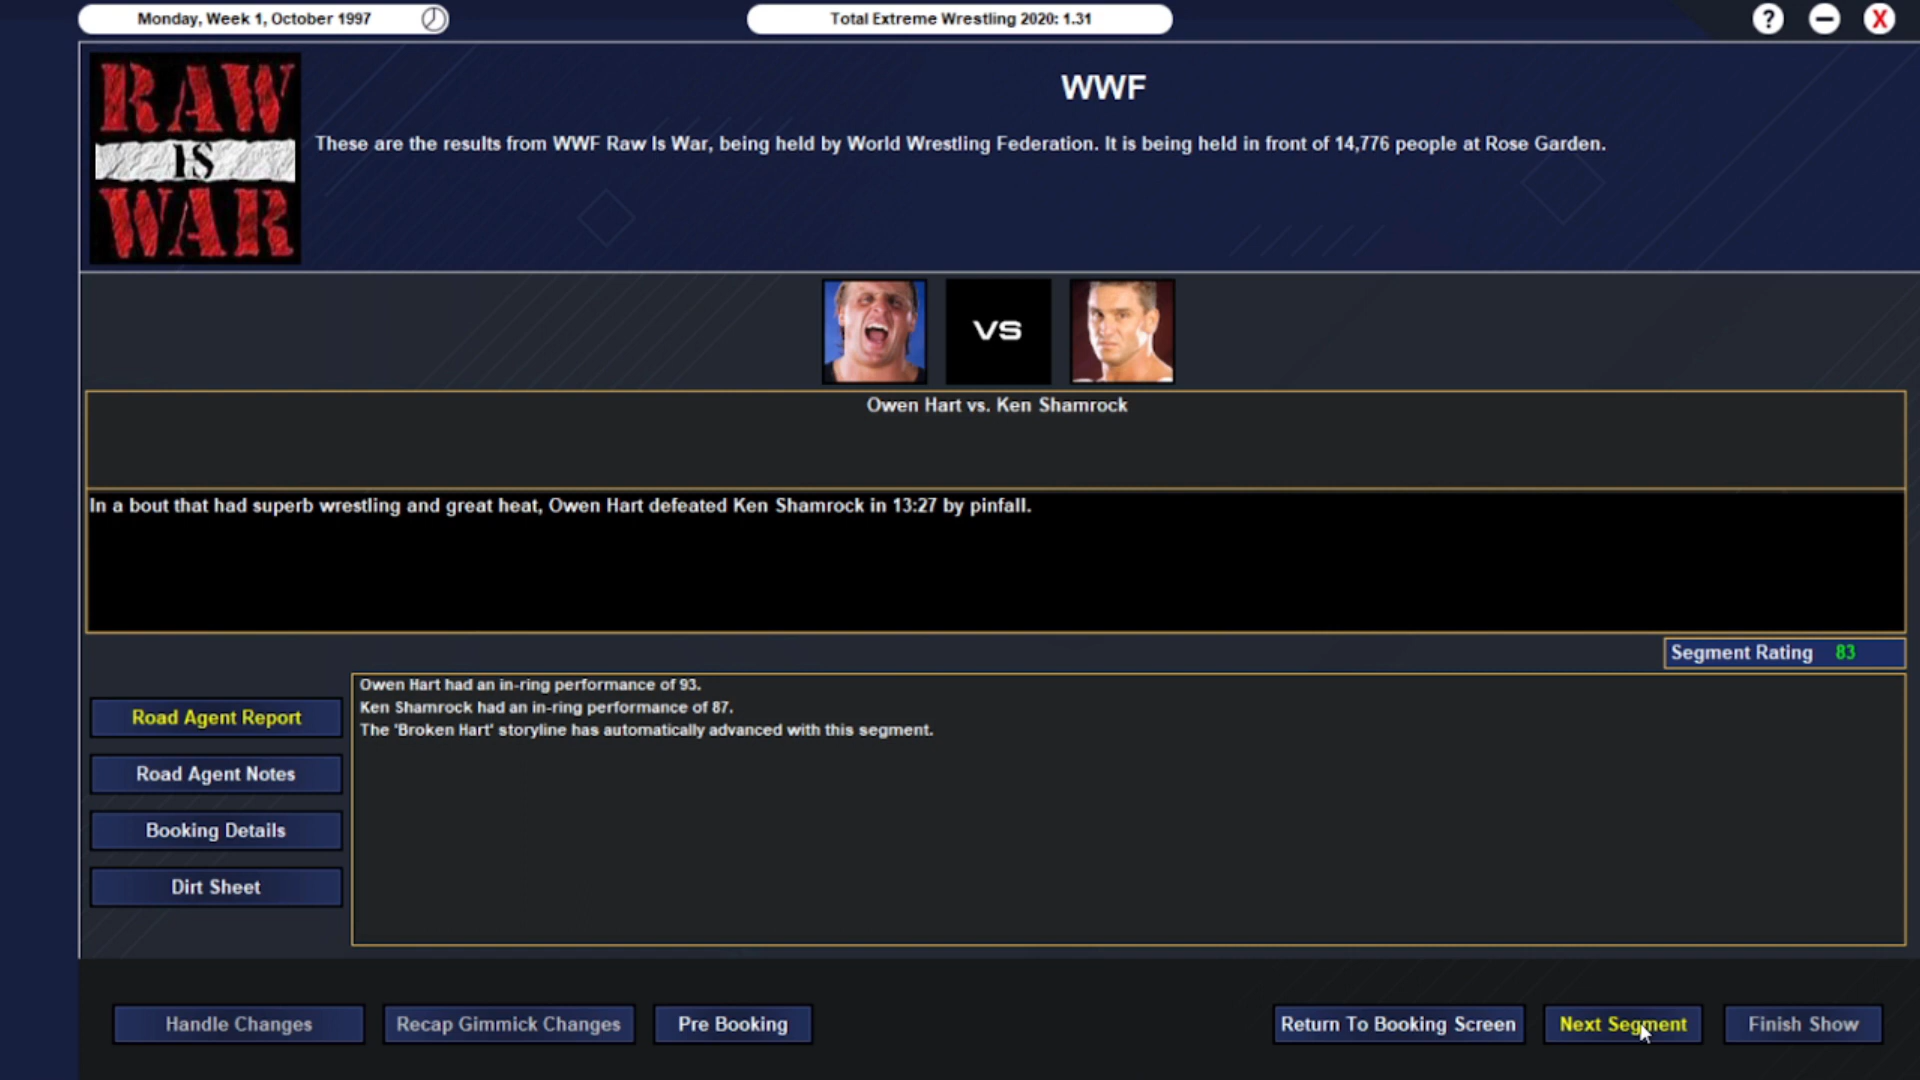 Monday, Week 1, October 1997
Total Extreme Wrestling 2020: 1.31
?
X
RAW
IS
WAR
WWF
These are the results from WWF Raw Is War, being held by World Wrestling Federation. It is being held in front of 14,776 people at Rose Garden.
VS
Owen Hart vs. Ken Shamrock
In a bout that had superb wrestling and great heat, Owen Hart defeated Ken Shamrock in 13:27 by pinfall.
Segment Rating 83
Owen Hart had an in-ring performance of 93.
Ken Shamrock had an in-ring performance of 87.
The 'Broken Hart' storyline has automatically advanced with this segment.
Road Agent Report
Road Agent Notes
Booking Details
Dirt Sheet
Handle Changes
Recap Gimmick Changes
Pre Booking
Return To Booking Screen
Next Segment
Finish Show